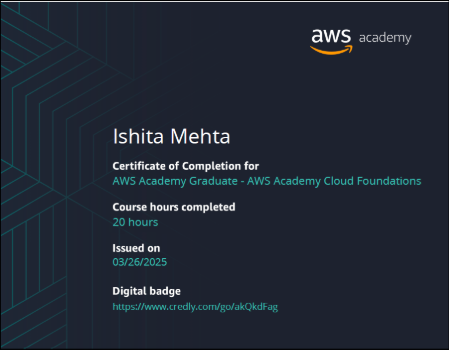 aws academy
Ishita Mehta
Certificate of Completion for
AWS Academy Graduate - AWS Academy Cloud Foundations
Course hours completed
20 hours
Issued on
03/26/2025
Digital badge
https://www.credly.com/go/akQkdFag